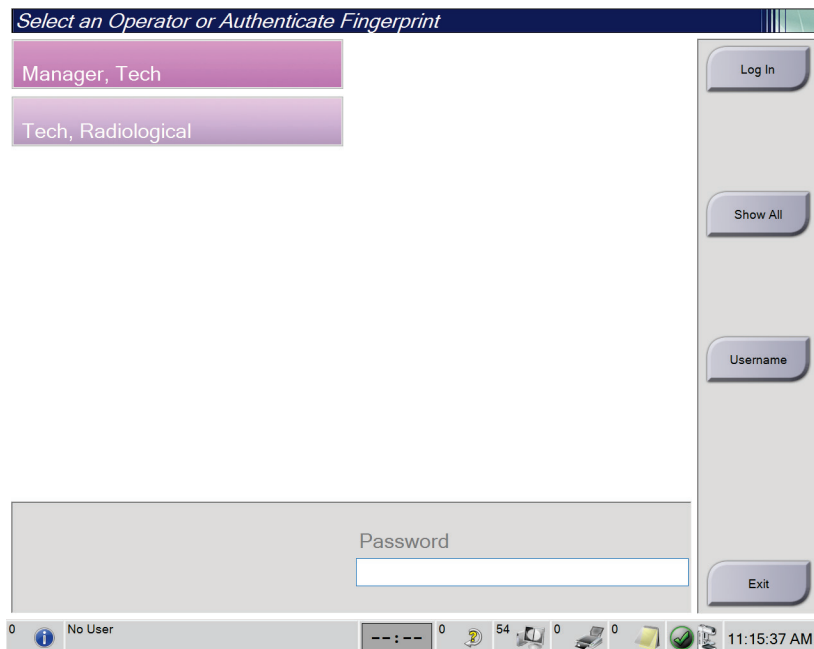 Select an Operator or Authenticate Fingerprint
Manager, Tech
Log In
Tech, Radiological
Show All
Username
Password
Exit
0 No User --:-- 0 54 0 0 11:15:37 AM